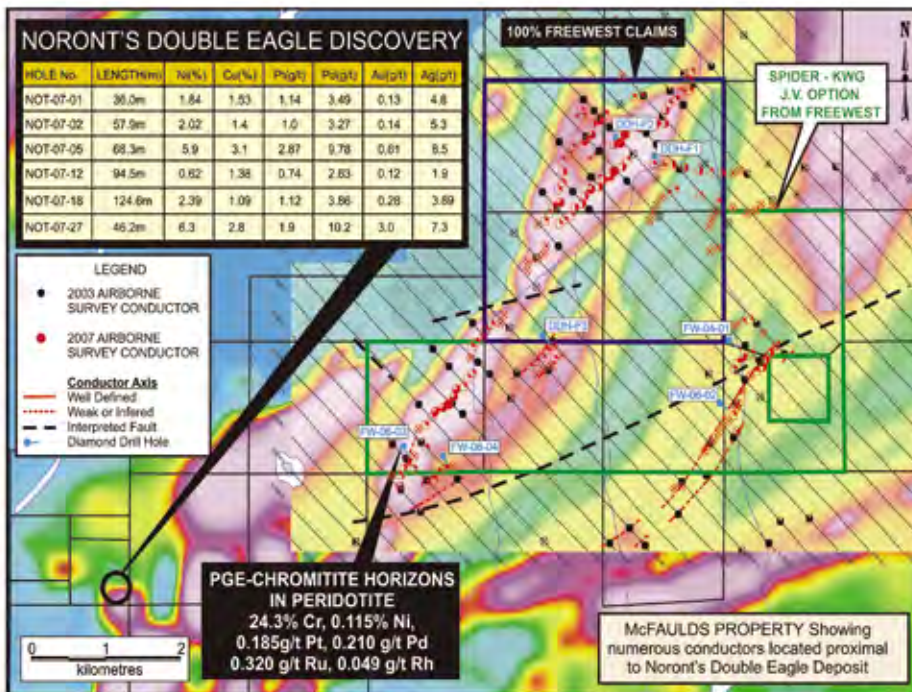 NORONT'S DOUBLE EAGLE DISCOVERY
HOLE No. LENGTH(m) Ni(%) Cu(%) Pt(g/t) Pd(g/t) Au(g/t) Ag(g/t)
NOT-07-01 36.0m 1.84 1.53 1.14 3.49 0.13 4.8
NOT-07-02 57.9m 2.02 1.4 1.0 3.27 0.14 5.3
NOT-07-05 68.3m 5.9 3.1 2.87 9.78 0.61 8.5
NOT-07-12 94.5m 0.62 1.38 0.74 2.63 0.12 1.9
NOT-07-18 124.6m 2.39 1.09 1.12 3.86 0.28 3.69
NOT-07-27 46.2m 6.3 2.8 1.9 10.2 3.0 7.3
100% FREEWEST CLAIMS
N
SPIDER - KWG
J.V. OPTION
FROM FREEWEST
DDH-F2
DDH-F1
LEGEND
2003 AIRBORNE
SURVEY CONDUCTOR
2007 AIRBORNE
SURVEY CONDUCTOR
Conductor Axis
Well Defined
Weak or Infered
Interpreted Fault
Diamond Drill Hole
DDH-F3
FW-04-01
FW-06-02
FW-06-03
FW-06-04
PGE-CHROMITITE HORIZONS
IN PERIDOTITE
24.3% Cr, 0.115% Ni,
0.185g/t Pt, 0.210 g/t Pd
0.320 g/t Ru, 0.049 g/t Rh
0 1 2
kilometres
McFAULDS PROPERTY Showing
numerous conductors located proximal
to Noront's Double Eagle Deposit